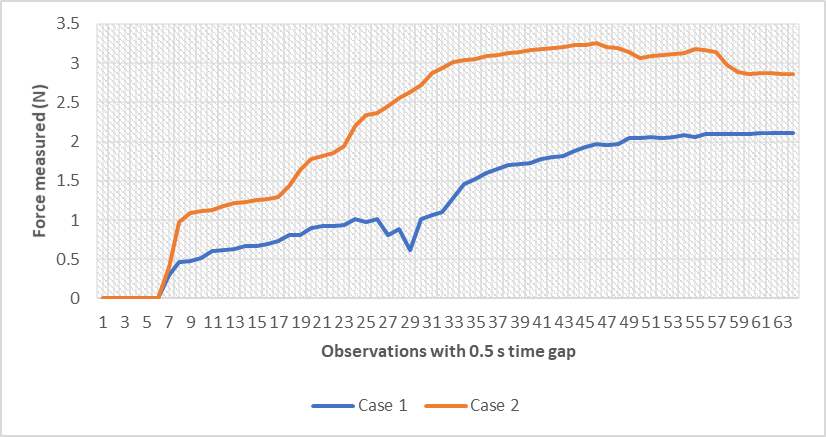 Force measured (N)
3.5
3
2.5
2
1.5
1
0.5
0
1 3 5 7 9 11 13 15 17 19 21 23 25 27 29 31 33 35 37 39 41 43 45 47 49 51 53 55 57 59 61 63
Observations with 0.5 s time gap
Case 1 Case 2